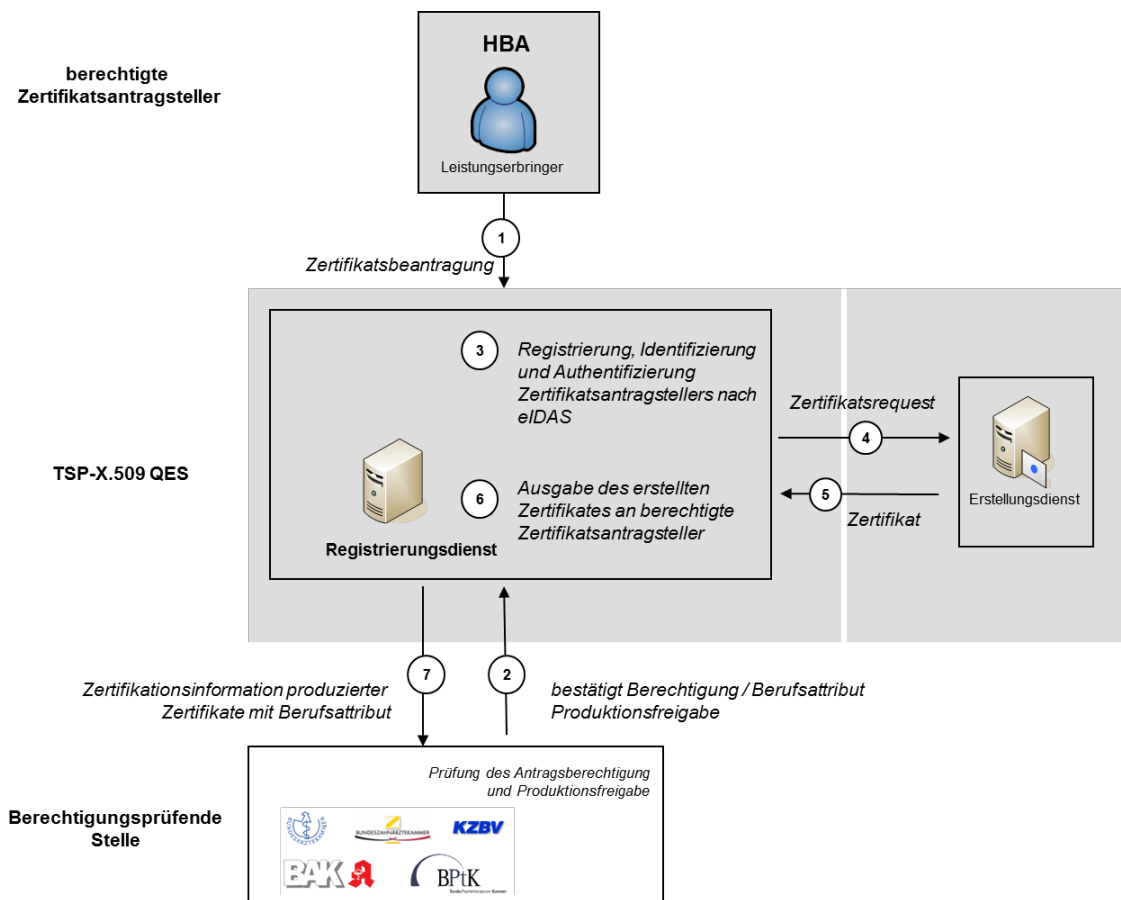 HBA
berechtigte
Zertifikatsantragsteller
Leistungserbringer
1
Zertifikatsbeantragung
3
Registrierung, Identifizierung
und Authentifizierung
Zertifikatsantragstellers nach
eIDAS
Zertifikatsrequest
4
TSP-X.509 QES
6
Ausgabe des erstellten
Zertifikates an berechtigte
Zertifikatsantragsteller
5
Zertifikat
Erstellungsdienst
Registrierungsdienst
7
Zertifikationsinformation produzierter
Zertifikate mit Berufsattribut
2
bestätigt Berechtigung / Berufsattribut
Produktionsfreigabe
Prüfung des Antragsberechtigung
und Produktionsfreigabe
Berechtigungsprüfende
Stelle
BUNDESÄRZTEKAMMER
BUNDESZAHNÄRZTEKAMMER
KZBV
BAK
BPtK
BundesPsychotherapeutenKammer